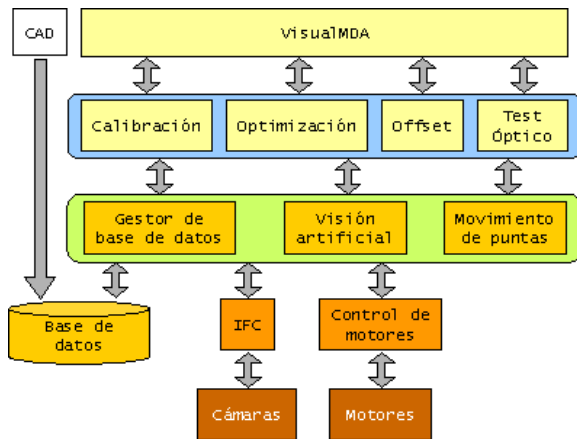 CAD
VisualMDA
Calibración
Optimización
Offset
Test
Óptico
Gestor de
base de datos
Visión
artificial
Movimiento
de puntas
Base de
datos
IFC
Control de
motores
Cámaras
Motores